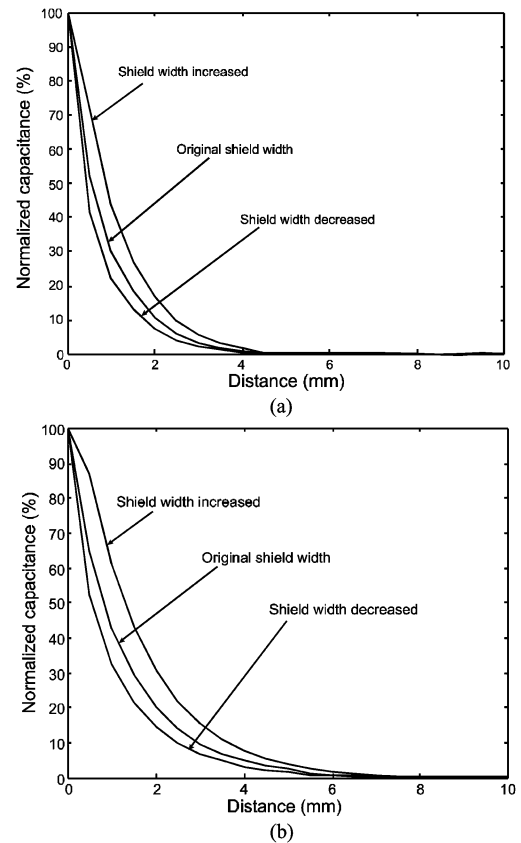 100
90
80
70
60
50
40
30
20
10
0
Normalized capacitance (%)
Shield width increased
Original shield width
Shield width decreased
0 2 4 6 8 10
Distance (mm)
(a)
100
90
80
70
60
50
40
30
20
10
0
Normalized capacitance (%)
Shield width increased
Original shield width
Shield width decreased
0 2 4 6 8 10
Distance (mm)
(b)